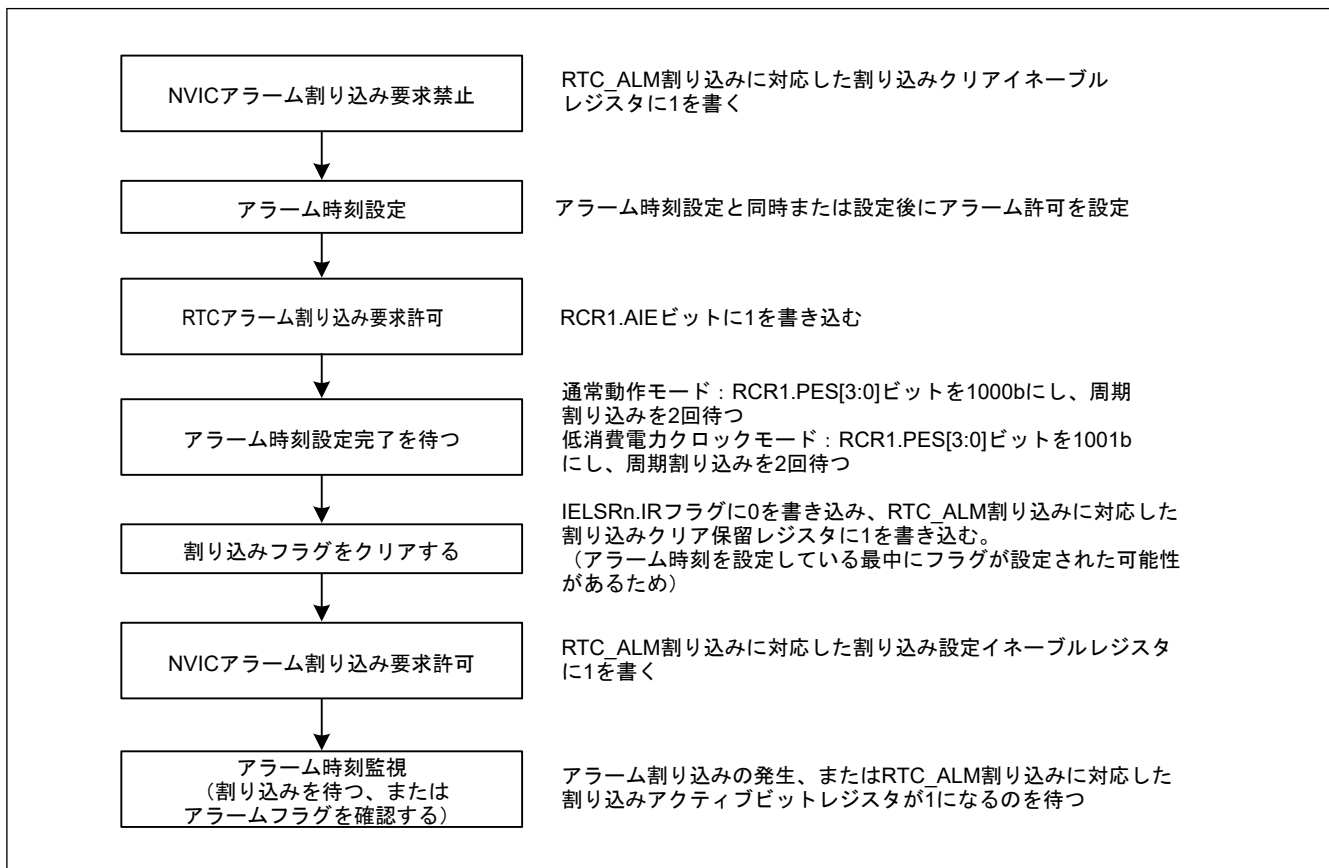 NVICアラーム割り込み要求禁止
RTC_ALM割り込みに対応した割り込みクリアイネーブル
レジスタに1を書く
アラーム時刻設定
アラーム時刻設定と同時または設定後にアラーム許可を設定
RTCアラーム割り込み要求許可
RCR1.AIEビットに1を書き込む
アラーム時刻設定完了を待つ
通常動作モード：RCR1.PES[3:0]ビットを1000bにし、周期
割り込みを2回待つ
低消費電力クロックモード：RCR1.PES[3:0]ビットを1001b
にし、周期割り込みを2回待つ
割り込みフラグをクリアする
IELSRn.IRフラグに0を書き込み、RTC_ALM割り込みに対応した
割り込みクリア保留レジスタに1を書き込む。
（アラーム時刻を設定している最中にフラグが設定された可能性
があるため）
NVICアラーム割り込み要求許可
RTC_ALM割り込みに対応した割り込み設定イネーブルレジスタ
に1を書く
アラーム時刻監視
（割り込みを待つ、または
アラームフラグを確認する）
アラーム割り込みの発生、またはRTC_ALM割り込みに対応した
割り込みアクティブビットレジスタが1になるのを待つ